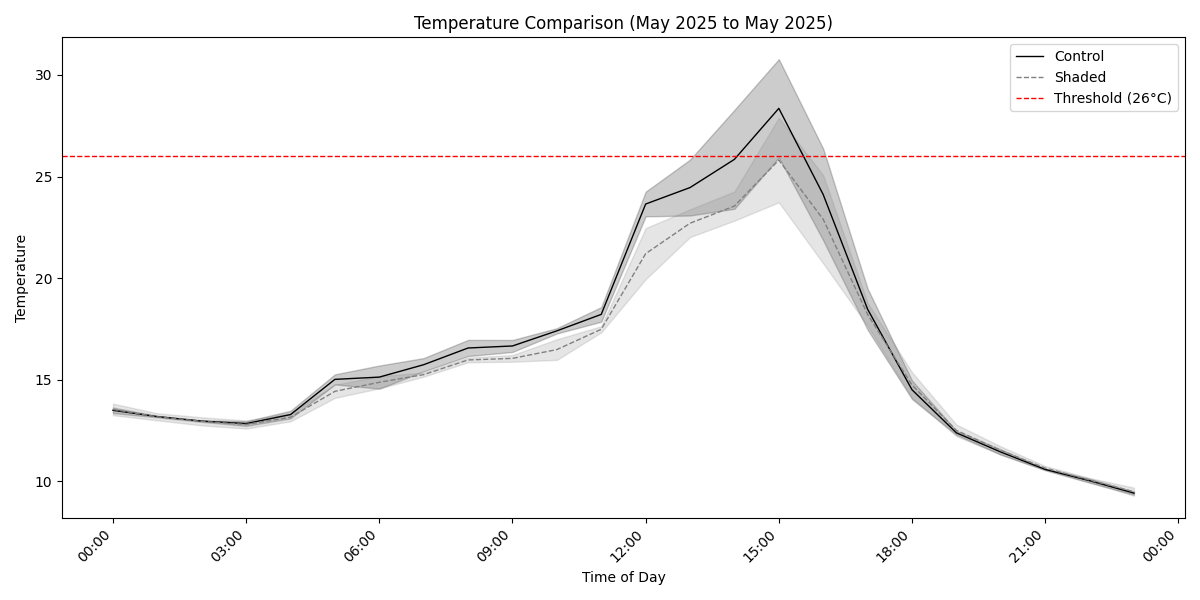 Temperature Comparison (May 2025 to May 2025)
Control
Shaded
Threshold (26°C)
Temperature
30
25
20
15
10
00:00
03:00
06:00
09:00
12:00
15:00
18:00
21:00
00:00
Time of Day